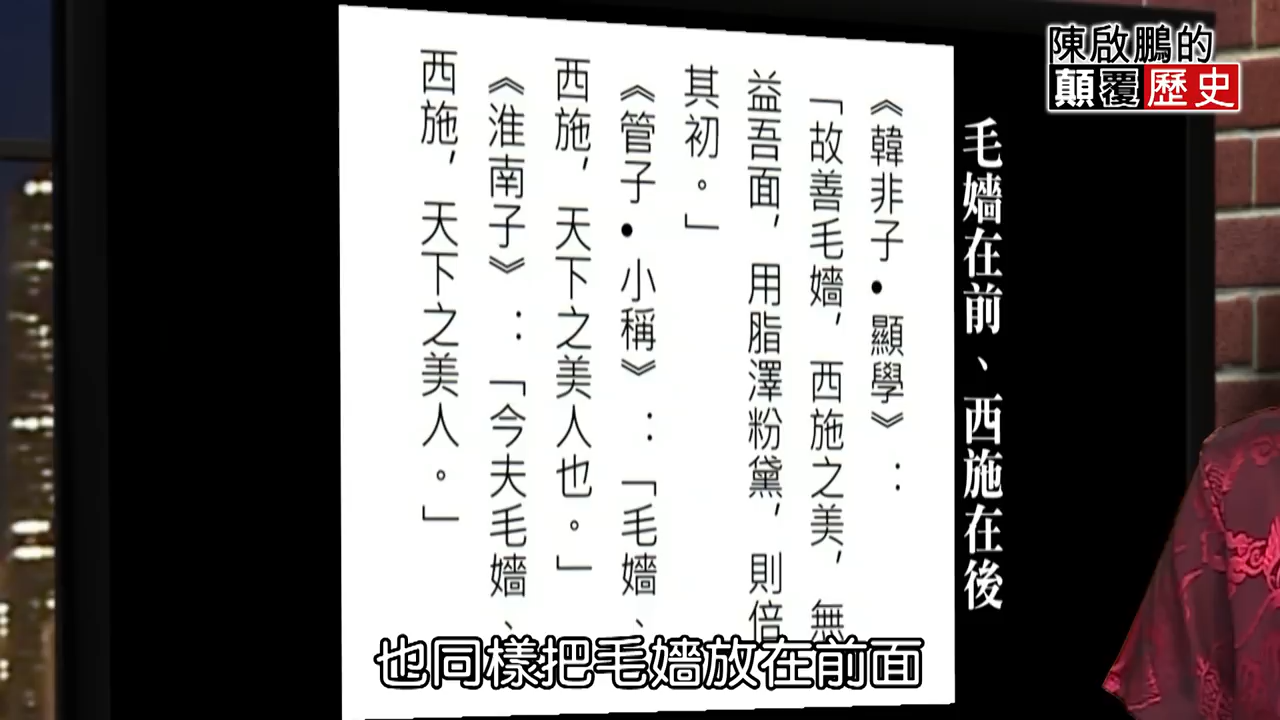 陳啟鵬的
顛覆歷史
毛嬙在前、西施在後
《韓非子•顯學》：
「故善毛嬙，西施之美，無
益吾面，用脂澤粉黛，則倍
其初。」
《管子•小稱》：「毛嬙、
西施，天下之美人也。」
《淮南子》：「今夫毛嬙、
西施，天下之美人。」
也同樣把毛嬙放在前面